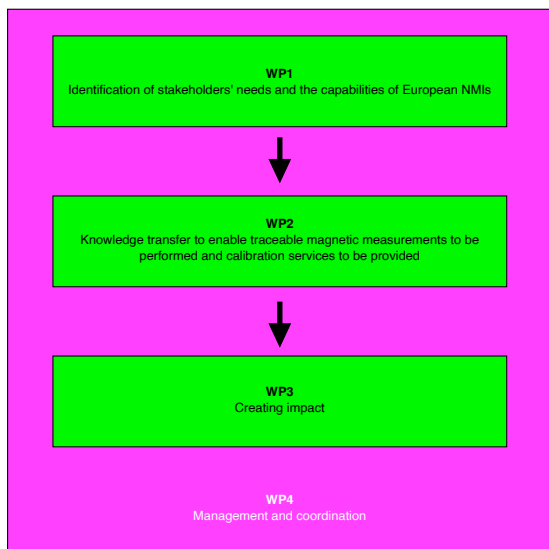 WP1
Identification of stakeholders' needs and the capabilities of European NMIs
WP2
Knowledge transfer to enable traceable magnetic measurements to be
performed and calibration services to be provided
WP3
Creating impact
WP4
Management and coordination